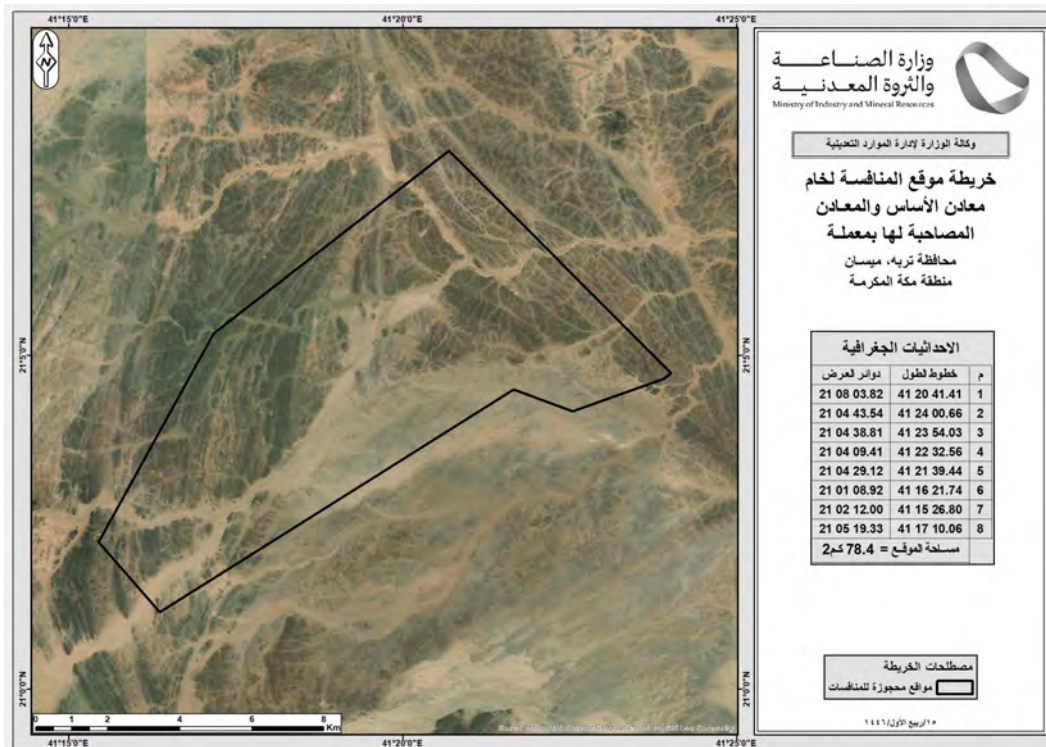 41°15'0"E 41°20'0"E 41°25'0"E
N
21°5'0"N 21°5'0"N
21°0'0"N 21°0'0"N
0 1 2 4 6 8
Km
41°15'0"E 41°20'0"E 41°25'0"E
وزارة الصناعة
والثروة المعدنية
Ministry of Industry and Mineral Resources
وكالة الوزارة لإدارة الموارد التعدينية
خريطة موقع المنافسة لخام
معادن الأساس والمعادن
المصاحبة لها بمعملة
محافظة تربه، ميسان
منطقة مكة المكرمة
الاحداثيات الجغرافية
م خطوط الطول دوائر العرض
1 41 20 41.41 21 08 03.82
2 41 24 00.66 21 04 43.54
3 41 23 54.03 21 04 38.81
4 41 22 32.56 21 04 09.41
5 41 21 39.44 21 04 29.12
6 41 16 21.74 21 01 08.92
7 41 15 26.80 21 02 12.00
8 41 17 10.06 21 05 19.33
مساحة الموقع = 78.4 كم2
مصطلحات الخريطة
مواقع محجوزة للمنافسات
١٥/ربيع الأول/١٤٤٦